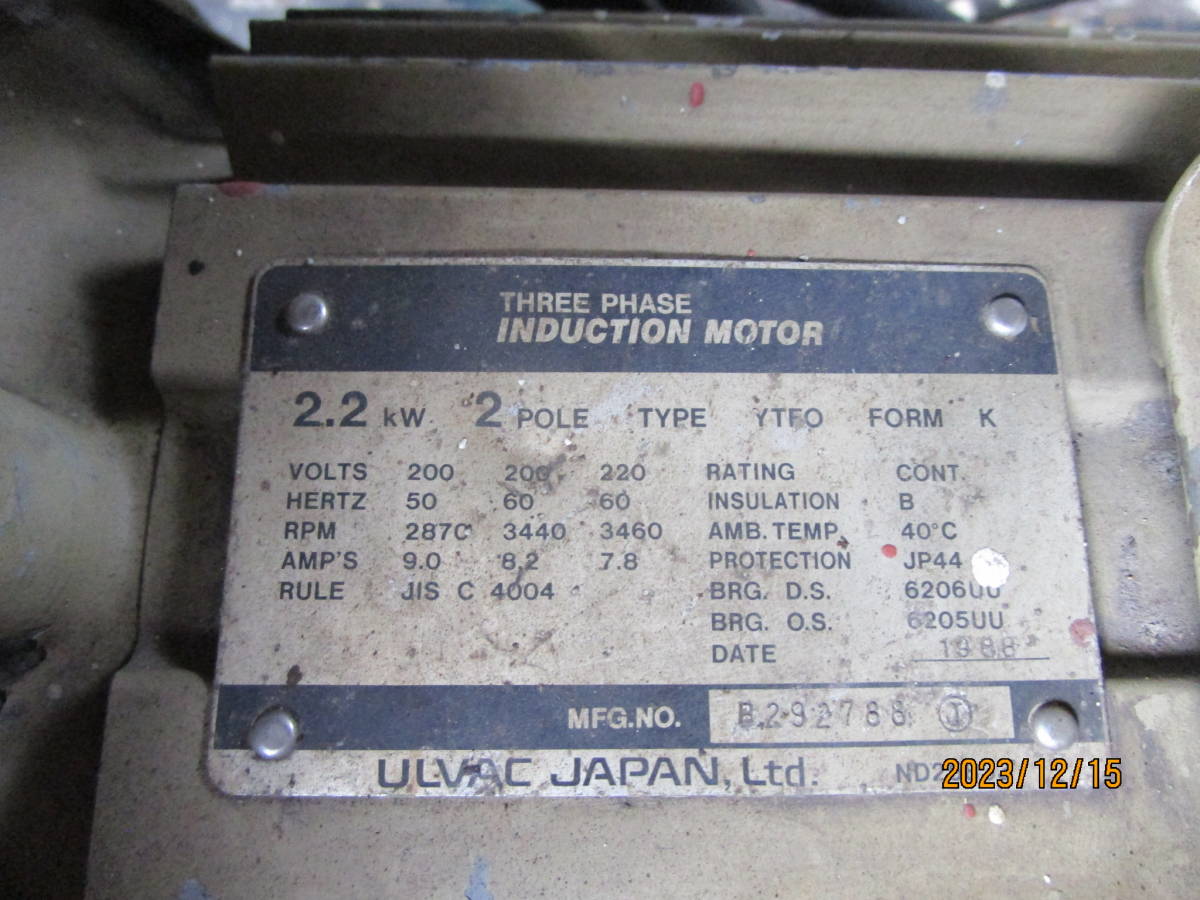 THREE PHASE
INDUCTION MOTOR
2.2 kW 2 POLE TYPE YTFO FORM K
VOLTS 200 200 220 RATING CONT.
HERTZ 50 60 60 INSULATION B
RPM 2870 3440 3460 AMB. TEMP. 40°C
AMP'S 9.0 8.2 7.8 PROTECTION JP44
RULE JIS C 4004 BRG. D.S. 6206UU
BRG. O.S. 6205UU
DATE 1988
MFG.NO. B292788 I
ULVAC JAPAN, Ltd.
2023/12/15